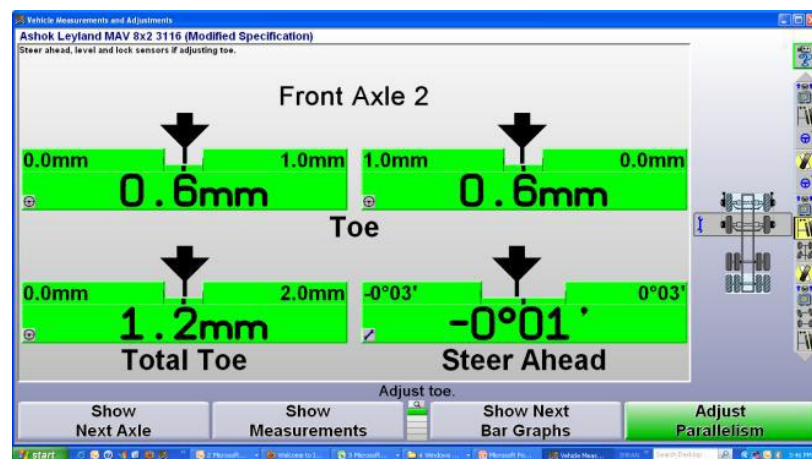 Vehicle Measurements and Adjustments
Ashok Leyland MAV 8x2 3116 (Modified Specification)
Steer ahead, level and lock sensors if adjusting toe.
Front Axle 2
0.0mm 1.0mm 1.0mm 0.0mm
0.6mm 0.6mm
Toe
0.0mm 2.0mm -0°03' 0°03'
1.2mm -0°01'
Total Toe Steer Ahead
Adjust toe.
Show Next Axle
Show Measurements
Show Next Bar Graphs
Adjust Parallelism
start
Search Desktop